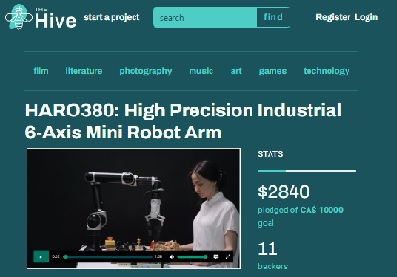 THE
Hive
start a project
search
find
Register Login
film literature photography music art games technology
HARO380: High Precision Industrial
6-Axis Mini Robot Arm
STATS
$2840
pledged of CA$ 10000
goal
11
backers